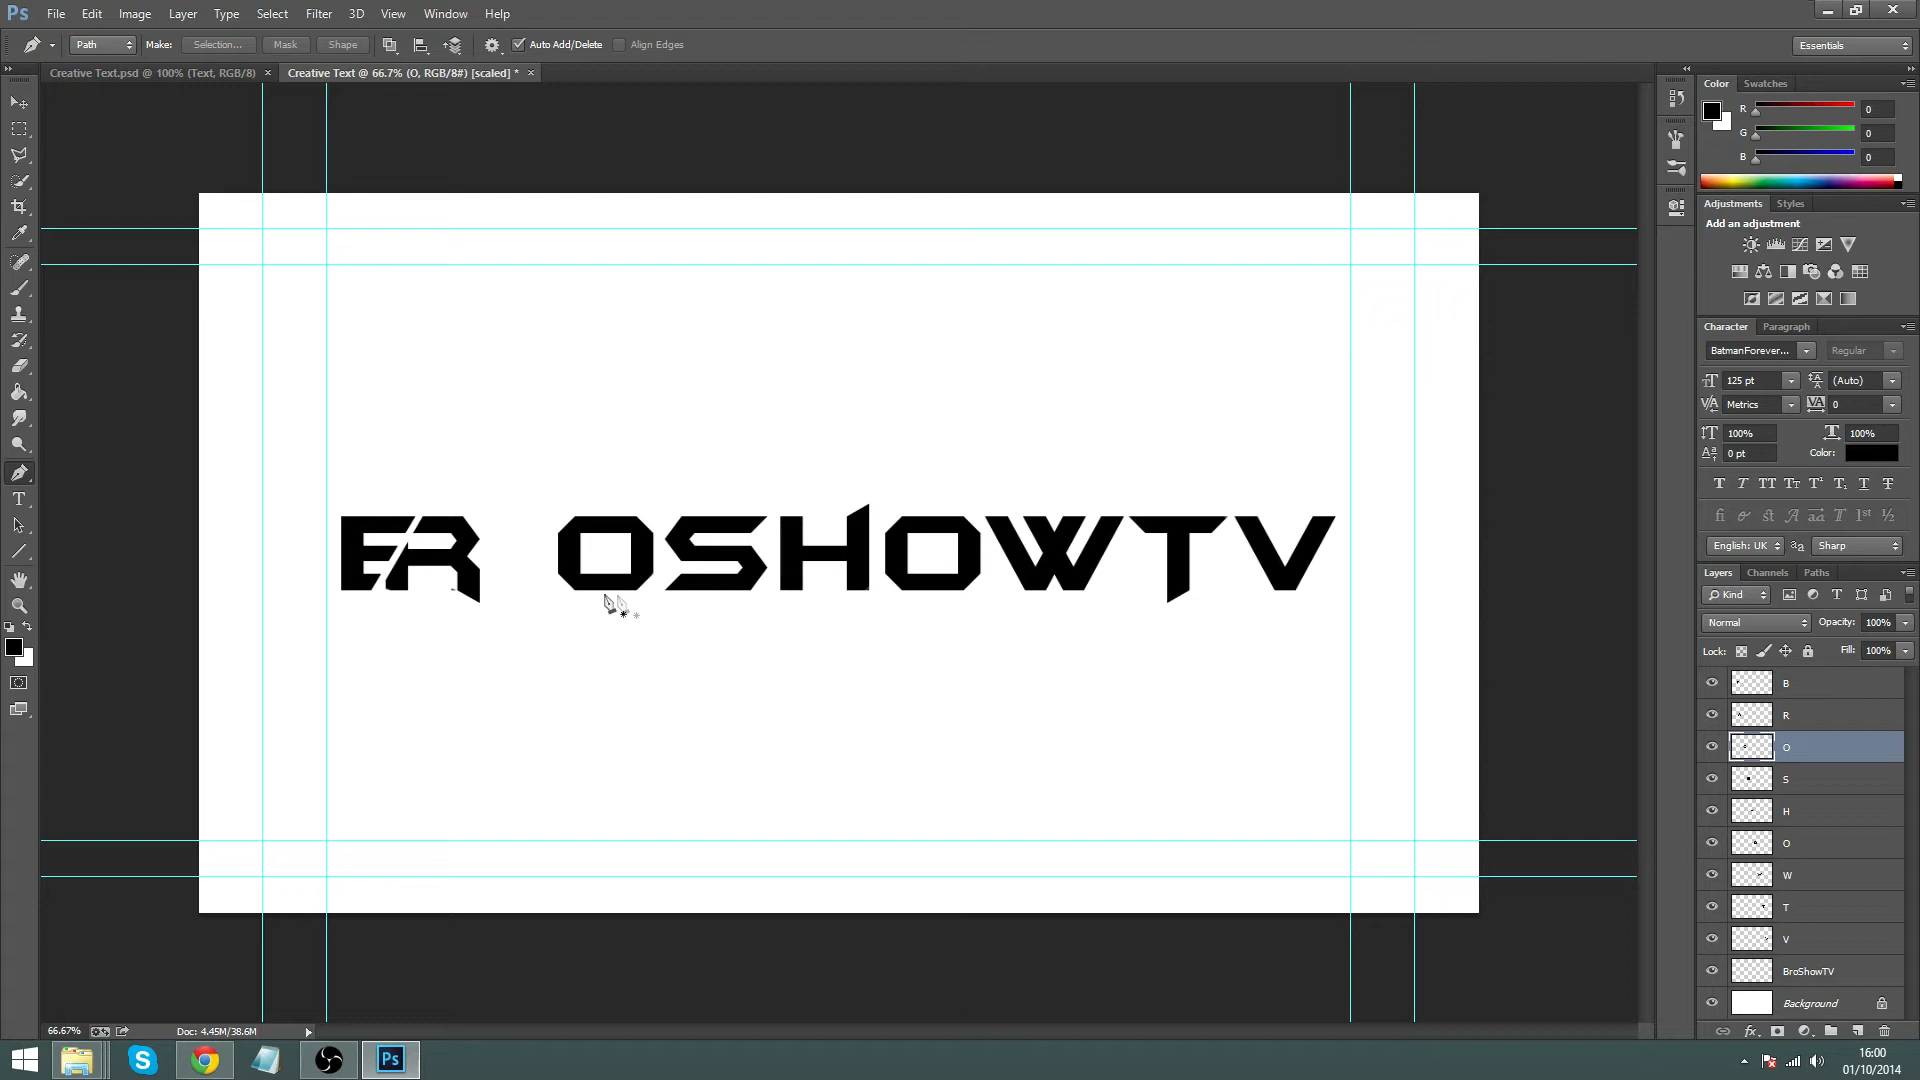 Ps File Edit Image Layer Type Select Filter 3D View Window Help
Path Make: Selection... Mask Shape Auto Add/Delete Align Edges Essentials
Creative Text.psd @ 100% (Text, RGB/8) × Creative Text @ 66.7% (O, RGB/8#) [scaled] * ×
Color Swatches
R 0
G 0
B 0
Adjustments Styles
Add an adjustment
Character Paragraph
BatmanForever... Regular
125 pt (Auto)
Metrics 0
100% 100%
0 pt Color:
English: UK aa Sharp
Layers Channels Paths
Kind
Normal Opacity: 100%
Lock: Fill: 100%
B
R
O
S
H
O
W
T
V
BroShowTV
Background
ER OSHOWTV
66.67% Doc: 4.45M/38.6M
Ps
16:00
01/10/2014